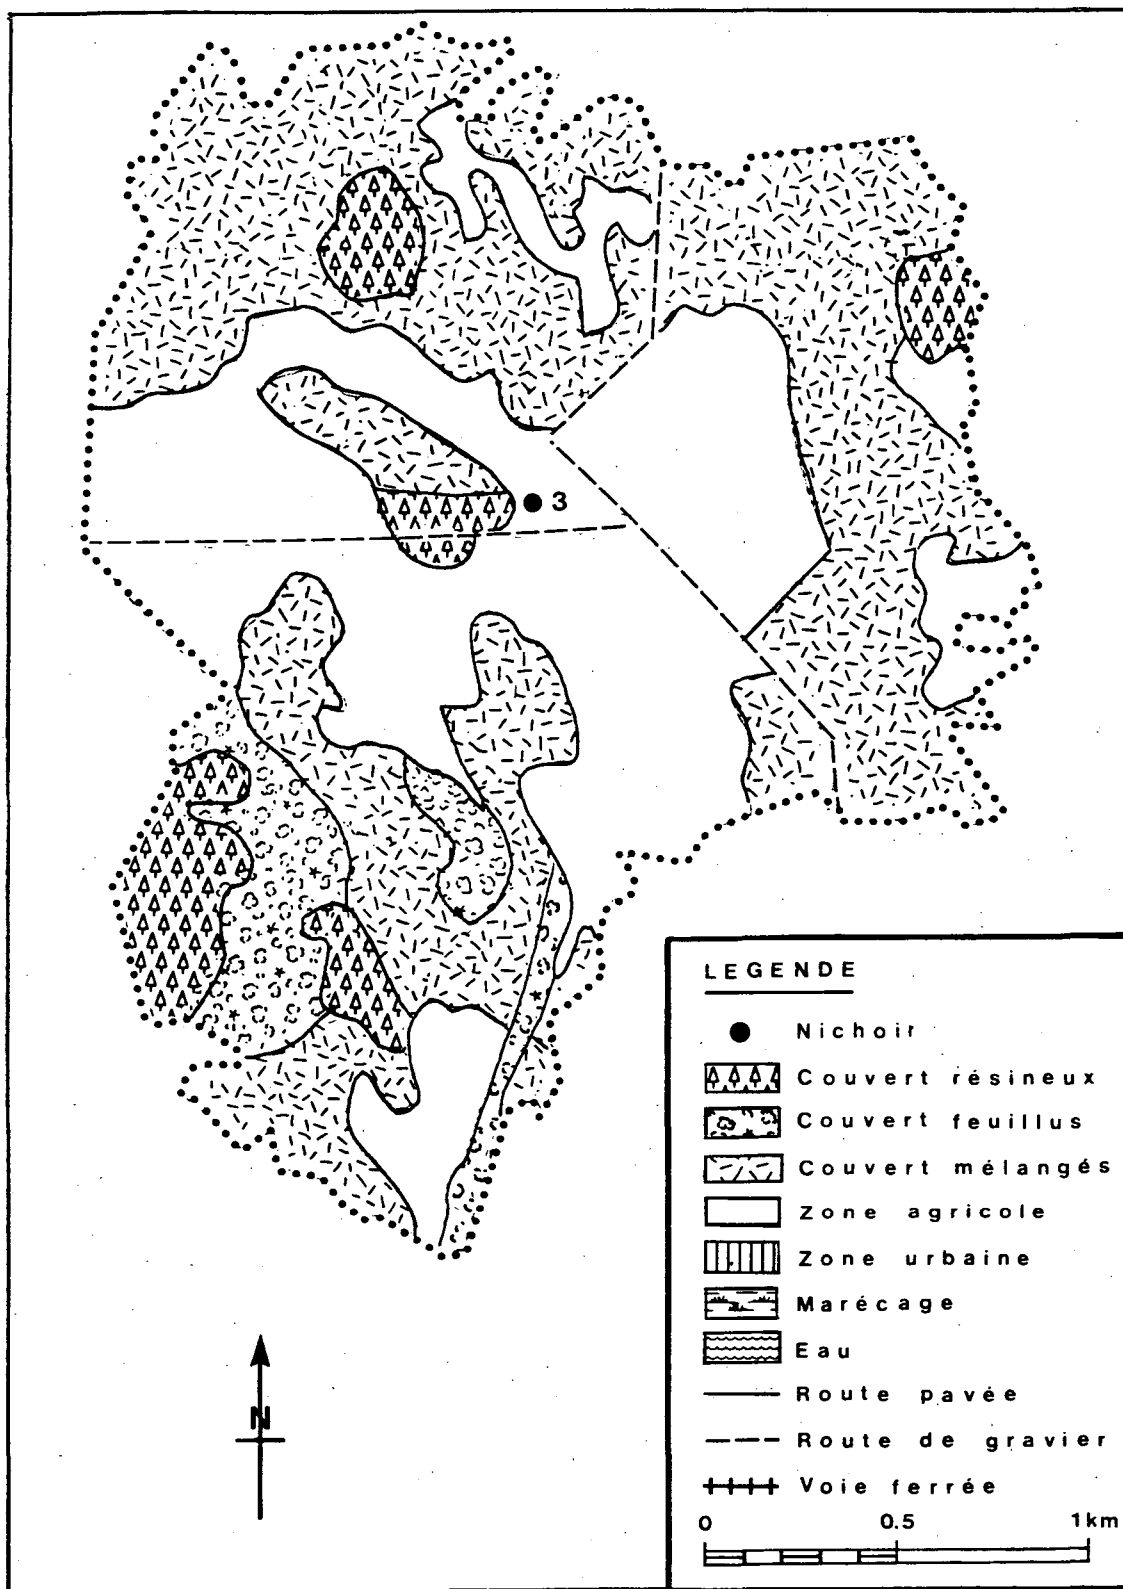 3
LEGENDE
Nichoir
Couvert résineux
Couvert feuillus
Couvert mélangés
Zone agricole
Zone urbaine
Marécage
Eau
Route pavée
Route de gravier
Voie ferrée
0 0.5 1km
N